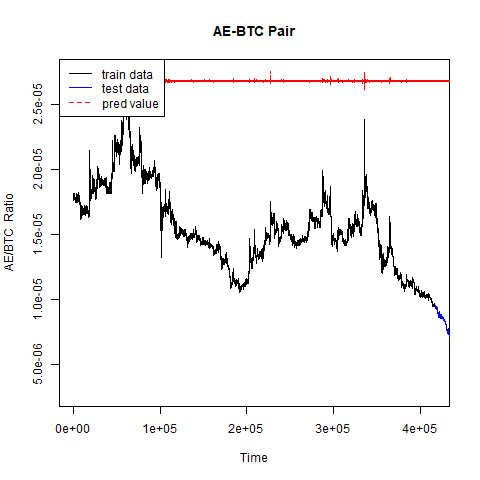 AE-BTC Pair
train data
test data
pred value
AE/BTC Ratio
2.5e-05
2.0e-05
1.5e-05
1.0e-05
5.0e-06
0e+00 1e+05 2e+05 3e+05 4e+05
Time